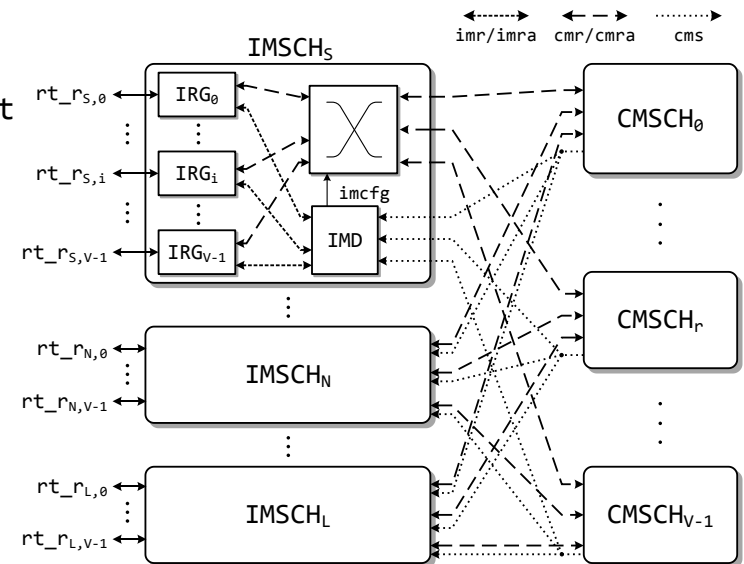 imr/imra cmr/cmra cms
IMSCH_S
t
rt_r_S,0
IRG_0
CMSCH_0
rt_r_S,i
IRG_i
imcfg
rt_r_S,V-1
IRG_V-1
IMD
CMSCH_r
rt_r_N,0
IMSCH_N
rt_r_N,V-1
rt_r_L,0
IMSCH_L
CMSCH_V-1
rt_r_L,V-1